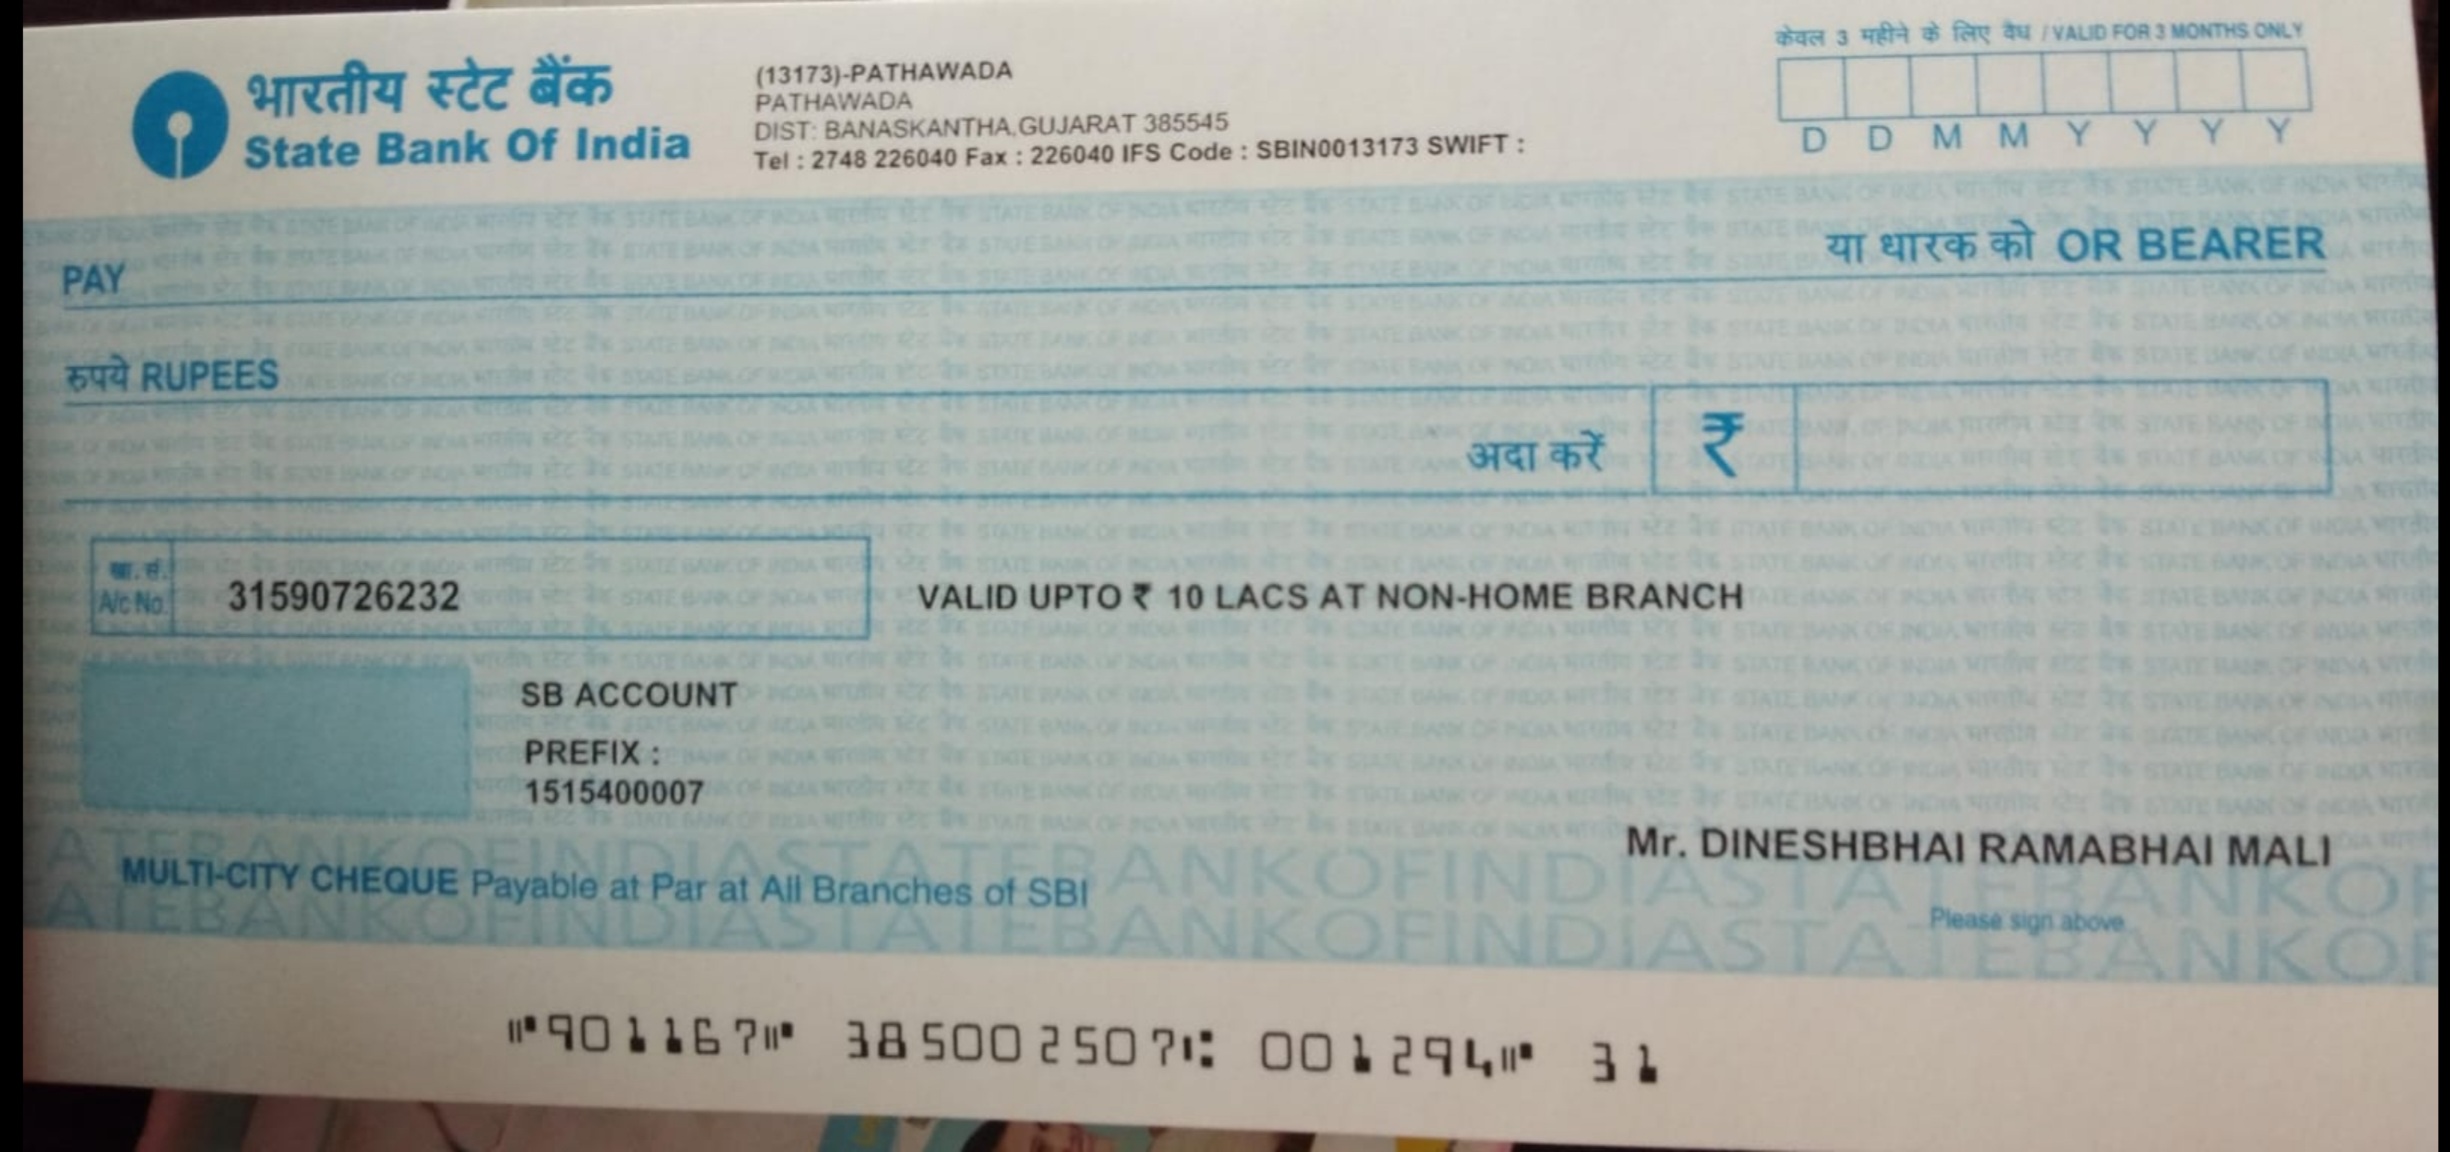 केवल 3 महीने के लिए वैध / VALID FOR 3 MONTHS ONLY
भारतीय स्टेट बैंक
State Bank Of India
(13173)-PATHAWADA
PATHAWADA
DIST: BANASKANTHA,GUJARAT 385545
Tel : 2748 226040 Fax : 226040 IFS Code : SBIN0013173 SWIFT :
D D M M Y Y Y Y
PAY
या धारक को OR BEARER
रुपये RUPEES
अदा करें ₹
खा. सं.
A/c No.
31590726232
VALID UPTO ₹ 10 LACS AT NON-HOME BRANCH
SB ACCOUNT
PREFIX :
1515400007
Mr. DINESHBHAI RAMABHAI MALI
MULTI-CITY CHEQUE Payable at Par at All Branches of SBI
Please sign above
ATEBANKOFINDIASTATEBANKOFINDIASTATEBANKOF
ATEBANKOFINDIASTATEBANKOFINDIASTATEBANKOF
⑈901167⑈ 385002507⑆ 001294⑈ 31